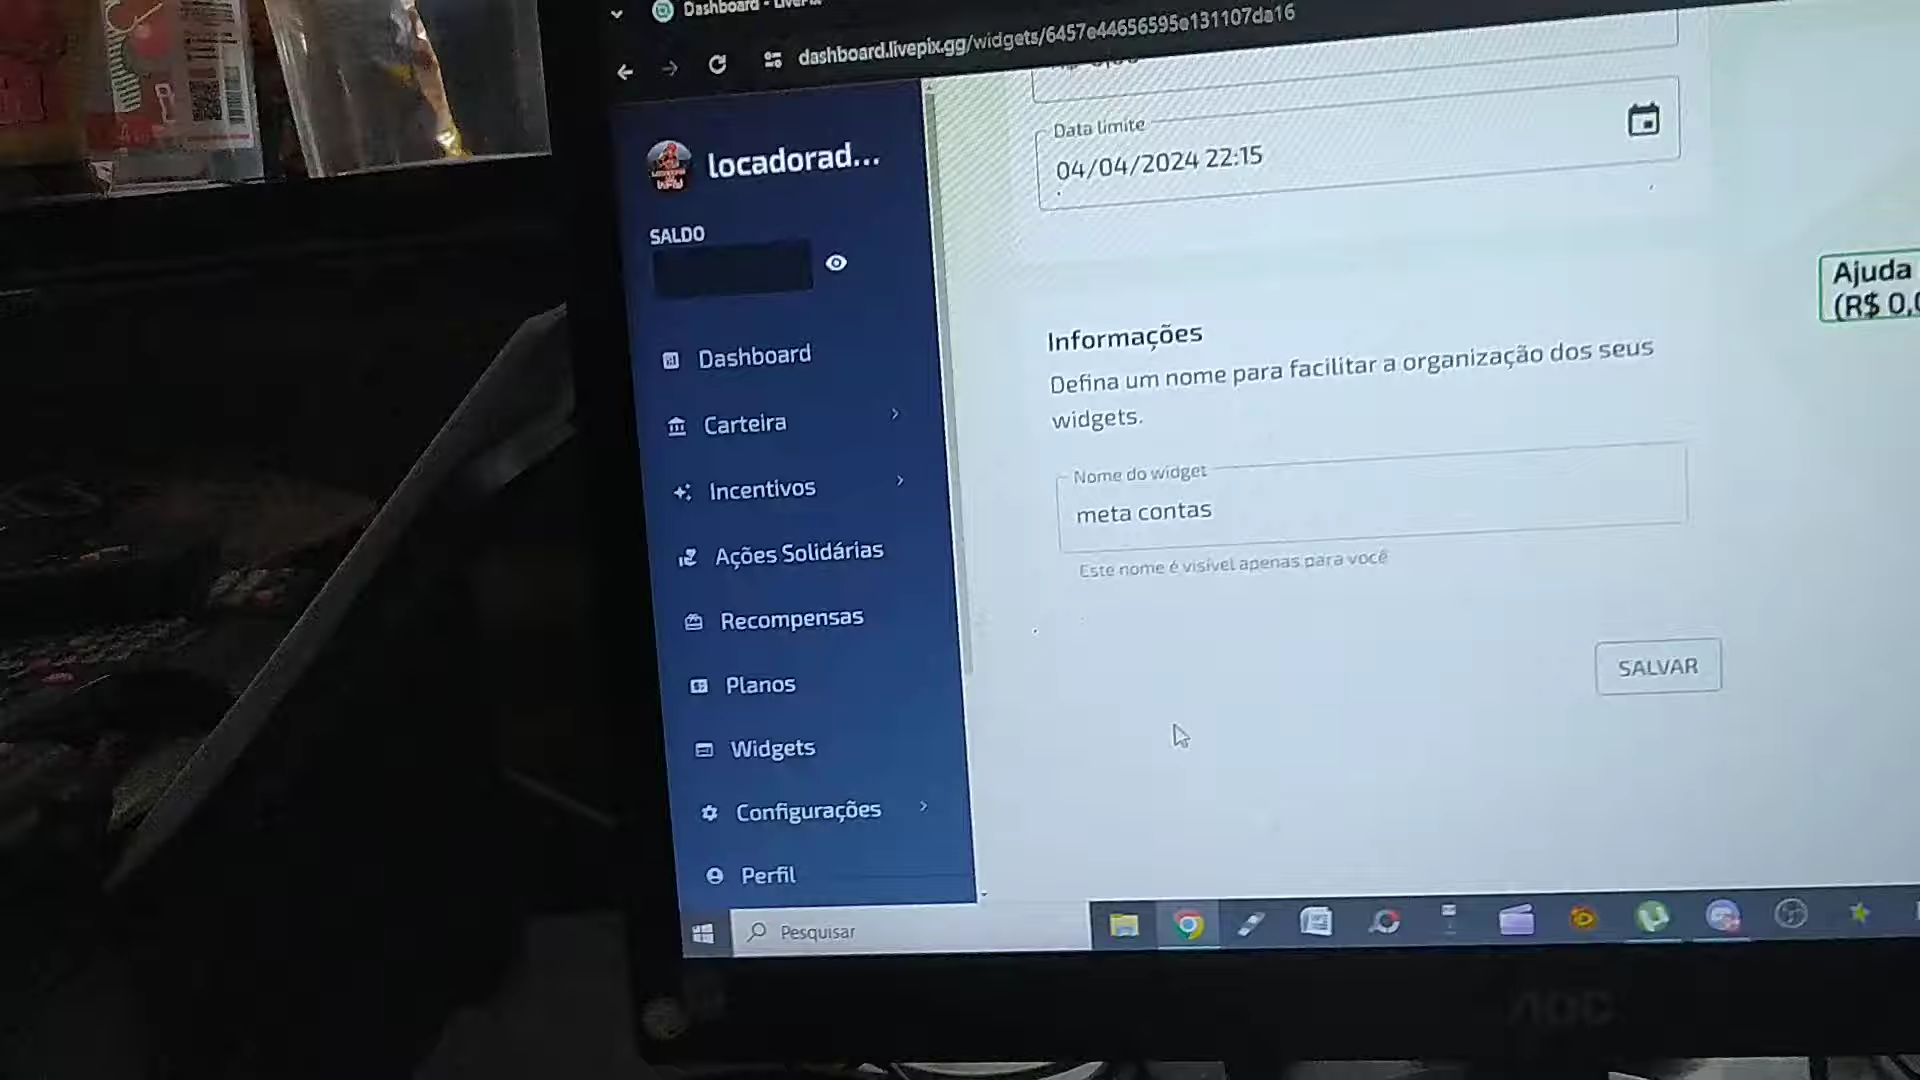 Dashboard - LivePix
dashboard.livepix.gg/widgets/6457e44656595e131107da16
locadorad...
SALDO
Dashboard
Carteira
Incentivos
Ações Solidárias
Recompensas
Planos
Widgets
Configurações
Perfil
Data limite
04/04/2024 22:15
Informações
Defina um nome para facilitar a organização dos seus
widgets.
Nome do widget
meta contas
Este nome é visível apenas para você
SALVAR
Ajuda
(R$ 0,0
Pesquisar
AOC